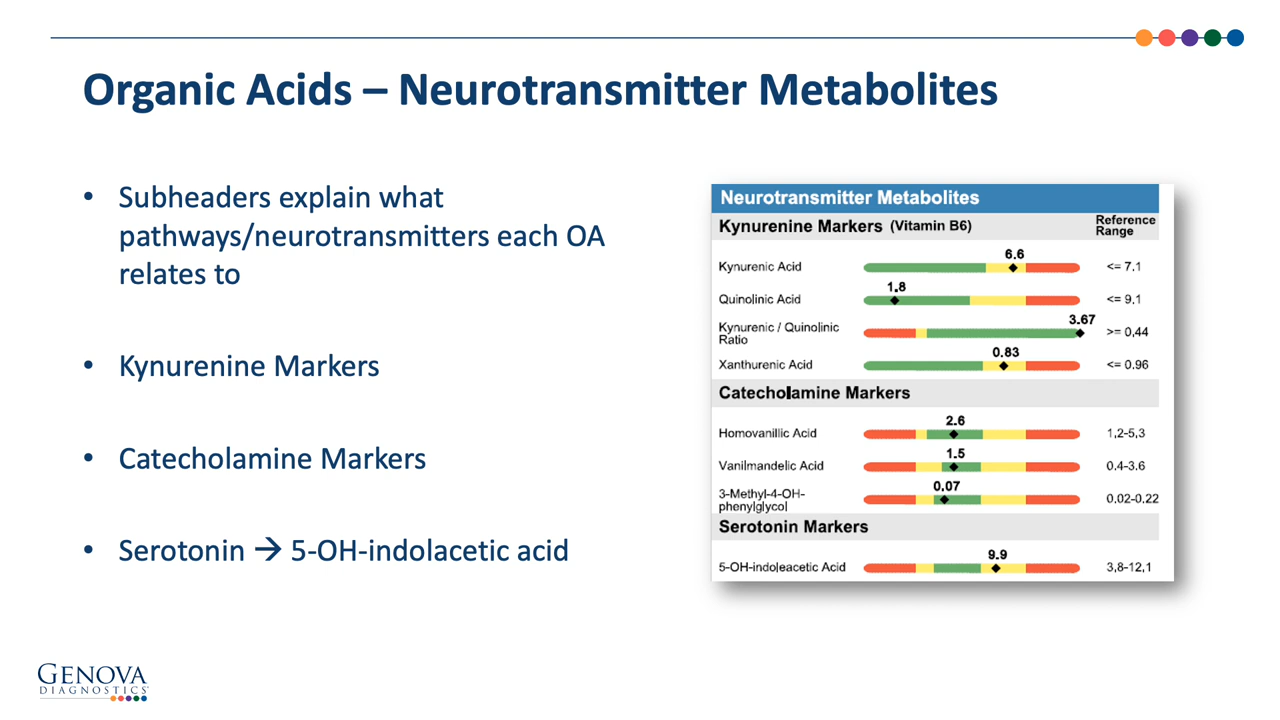 Organic Acids – Neurotransmitter Metabolites
• Subheaders explain what
pathways/neurotransmitters each OA
relates to
• Kynurenine Markers
• Catecholamine Markers
• Serotonin → 5-OH-indolacetic acid
Neurotransmitter Metabolites
Kynurenine Markers (Vitamin B6)
Reference
Range
6.6
Kynurenic Acid
<= 7.1
1.8
Quinolinic Acid
<= 9.1
3.67
Kynurenic / Quinolinic
Ratio
>= 0.44
0.83
Xanthurenic Acid
<= 0.96
Catecholamine Markers
2.6
Homovanillic Acid
1.2-5.3
1.5
Vanilmandelic Acid
0.4-3.6
0.07
3-Methyl-4-OH-
phenylglycol
0.02-0.22
Serotonin Markers
9.9
5-OH-indoleacetic Acid
3.8-12.1
GENOVA
DIAGNOSTICS